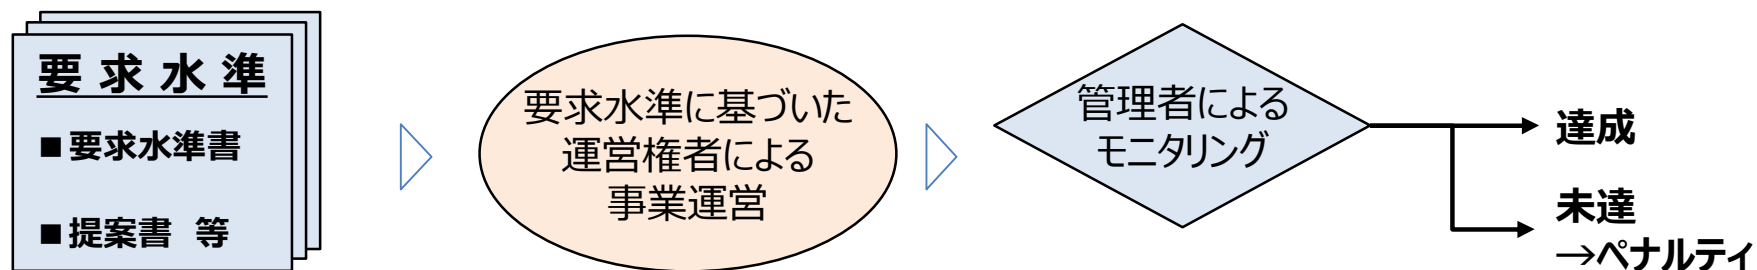 要求水準
■要求水準書
■提案書 等
要求水準に基づいた
運営権者による
事業運営
管理者による
モニタリング
達成
未達
→ペナルティ